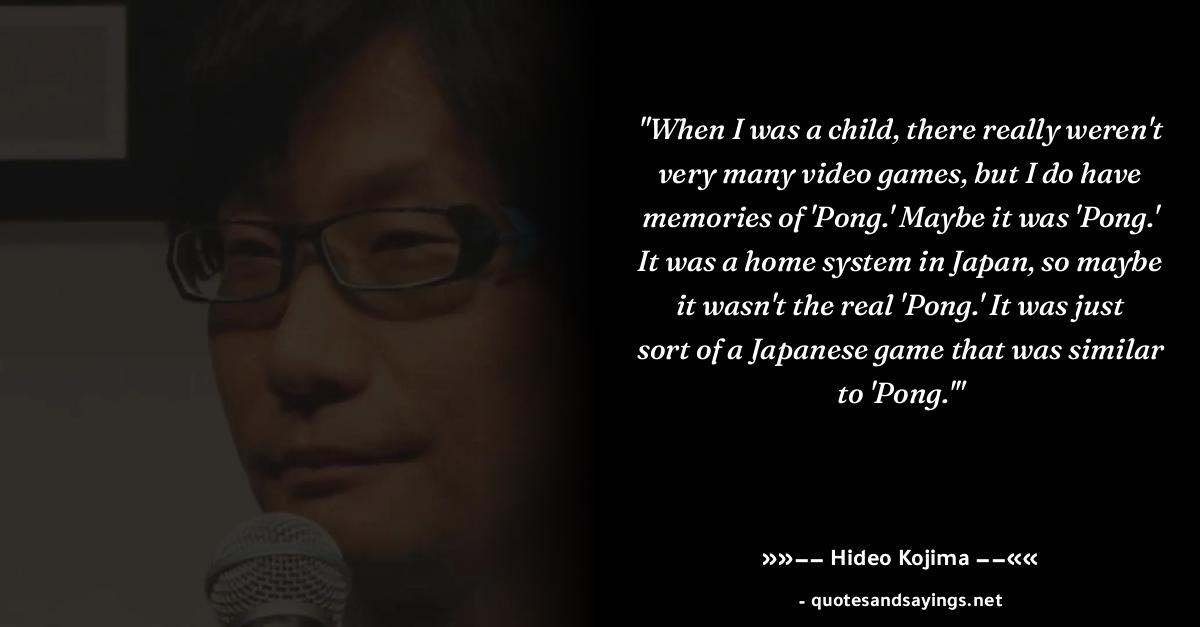 "When I was a child, there really weren't
very many video games, but I do have
memories of 'Pong.' Maybe it was 'Pong.'
It was a home system in Japan, so maybe
it wasn't the real 'Pong.' It was just
sort of a Japanese game that was similar
to 'Pong.'"
»»−− Hideo Kojima −−««
- quotesandsayings.net